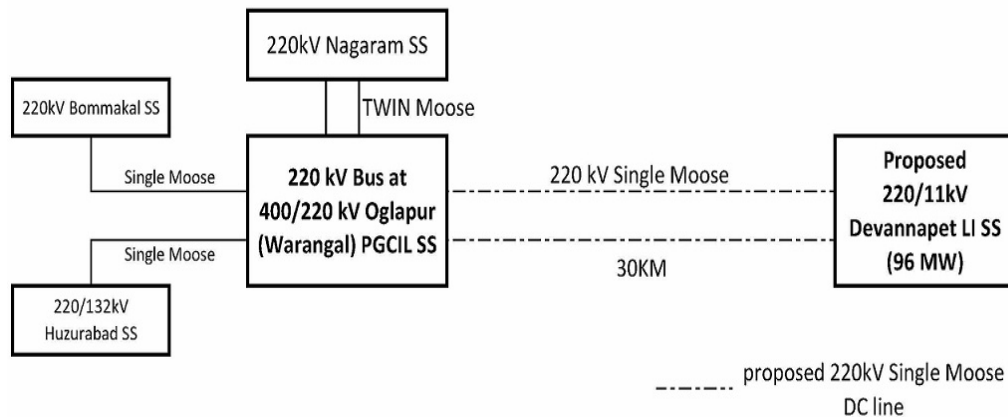 220kV Nagaram SS
220kV Bommakal SS
TWIN Moose
Single Moose
220 kV Bus at
400/220 kV Oglapur
(Warangal) PGCIL SS
220 kV Single Moose
Proposed
220/11kV
Devannapet LI SS
(96 MW)
Single Moose
30KM
220/132kV
Huzurabad SS
proposed 220kV Single Moose
DC line